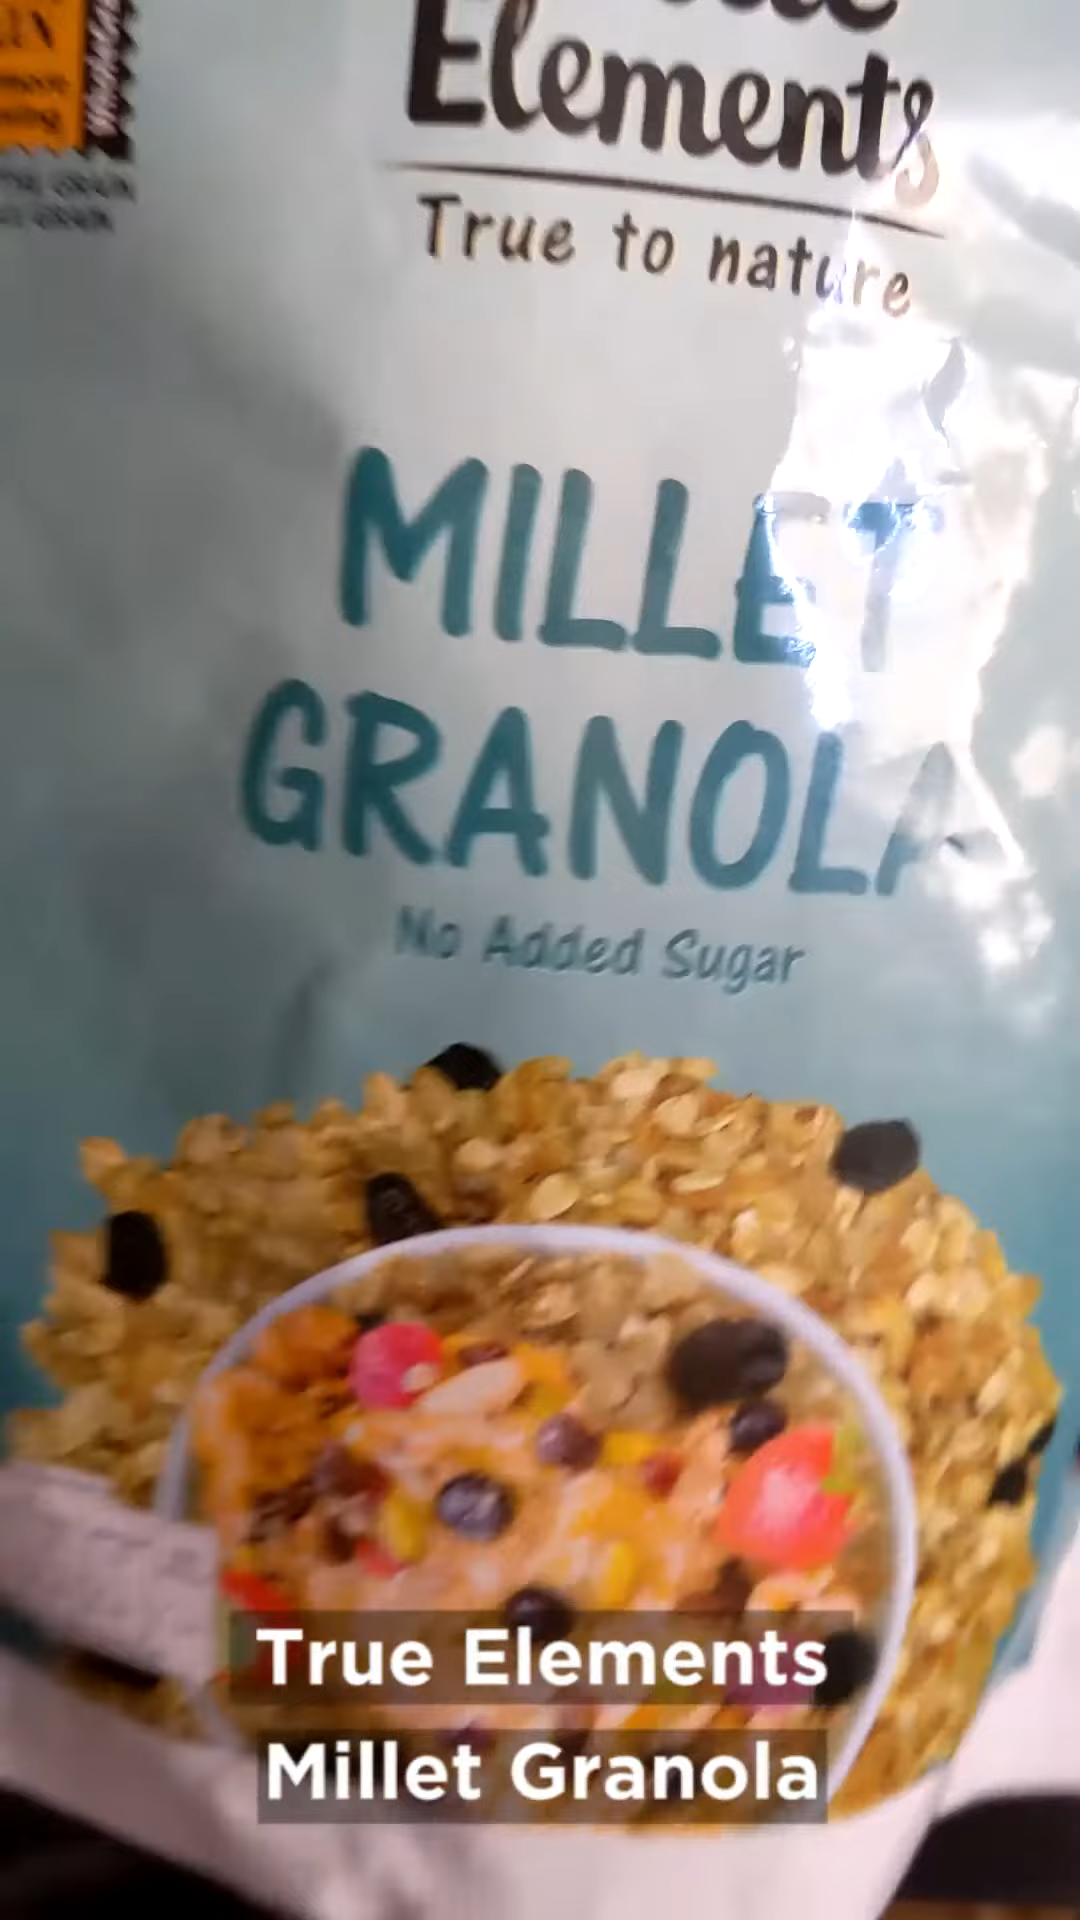 Elements
True to nature
MILLET
GRANOLA
No Added Sugar
True Elements
Millet Granola